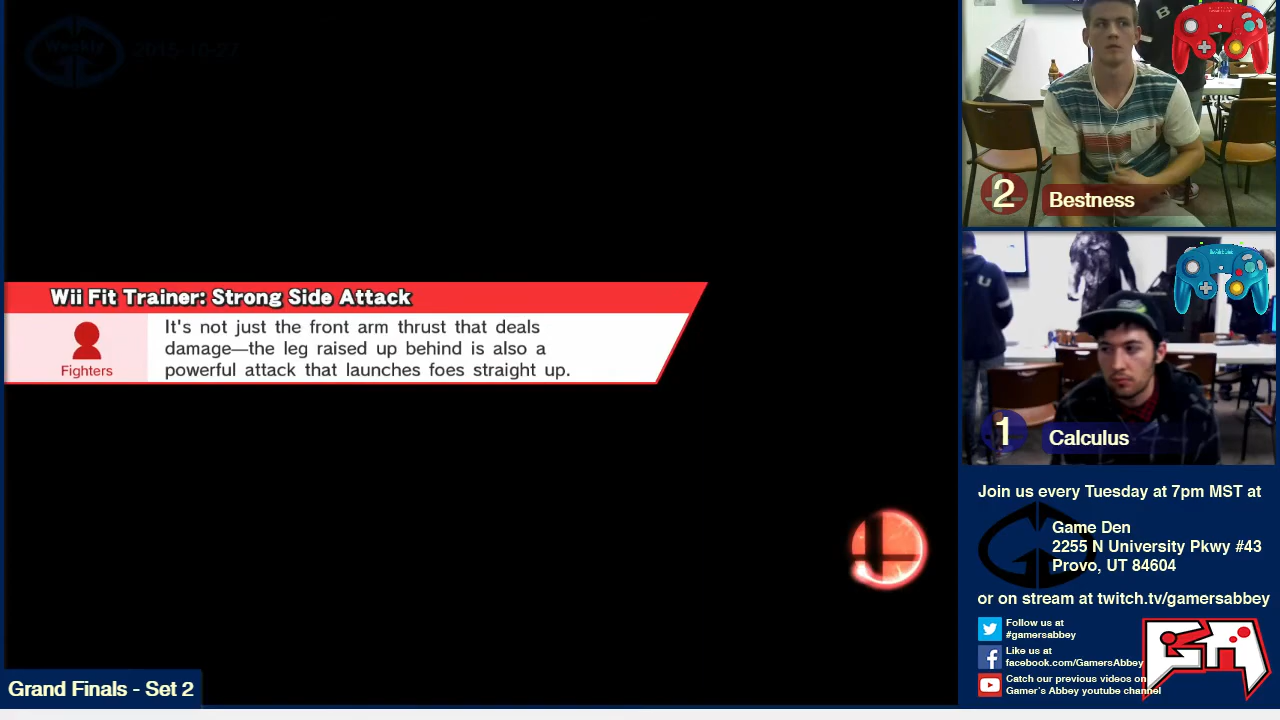 Weekly
2015-10-27
Wii Fit Trainer: Strong Side Attack
It's not just the front arm thrust that deals
damage—the leg raised up behind is also a
powerful attack that launches foes straight up.
Fighters
Grand Finals - Set 2
B
2
Bestness
U
1
Calculus
Join us every Tuesday at 7pm MST at
Game Den
2255 N University Pkwy #43
Provo, UT 84604
or on stream at twitch.tv/gamersabbey
Follow us at
#gamersabbey
Like us at
facebook.com/GamersAbbey
Catch our previous videos on
Gamer's Abbey youtube channel